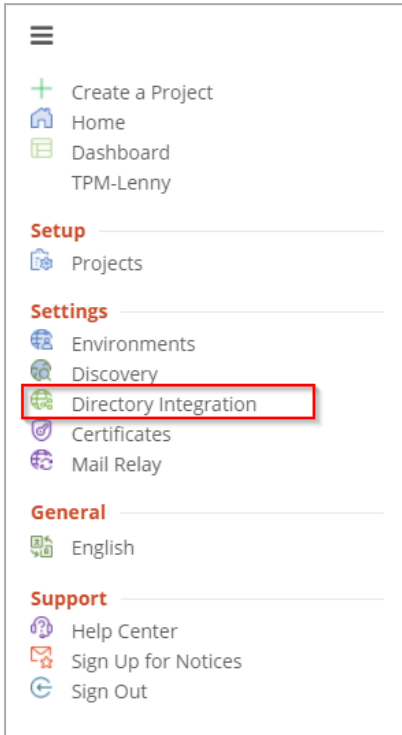 Create a Project
Home
Dashboard
TPM-Lenny
Setup
Projects
Settings
Environments
Discovery
Directory Integration
Certificates
Mail Relay
General
English
Support
Help Center
Sign Up for Notices
Sign Out